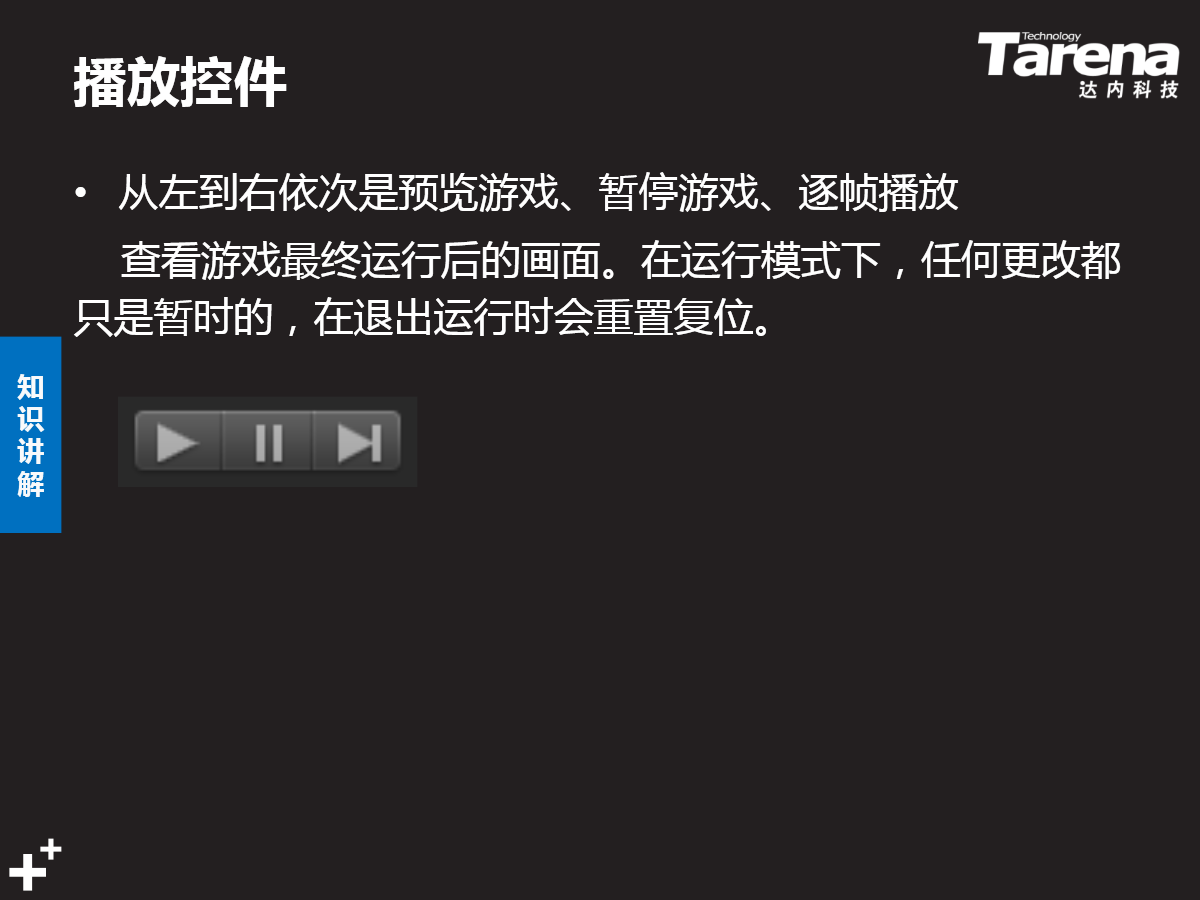 播放控件
Technology
Tarena
达内科技
• 从左到右依次是预览游戏、暂停游戏、逐帧播放
查看游戏最终运行后的画面。在运行模式下，任何更改都
只是暂时的，在退出运行时会重置复位。
知
识
讲
解